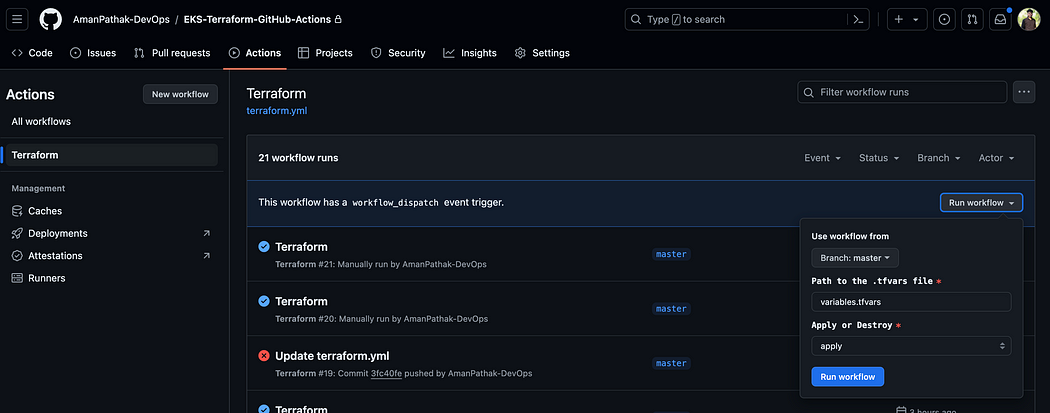 AmanPathak-DevOps / EKS-Terraform-GitHub-Actions
Type / to search
Code Issues Pull requests Actions Projects Security Insights Settings
Actions
New workflow
All workflows
Terraform
Management
Caches
Deployments
Attestations
Runners
Terraform
terraform.yml
Filter workflow runs
21 workflow runs
Event Status Branch Actor
This workflow has a workflow_dispatch event trigger.
Run workflow
Use workflow from
Branch: master
Path to the .tfvars file *
variables.tfvars
Apply or Destroy *
apply
Run workflow
Terraform
Terraform #21: Manually run by AmanPathak-DevOps
master
Terraform
Terraform #20: Manually run by AmanPathak-DevOps
master
Update terraform.yml
Terraform #19: Commit 3fc40fe pushed by AmanPathak-DevOps
master
Terraform
3 hours ago